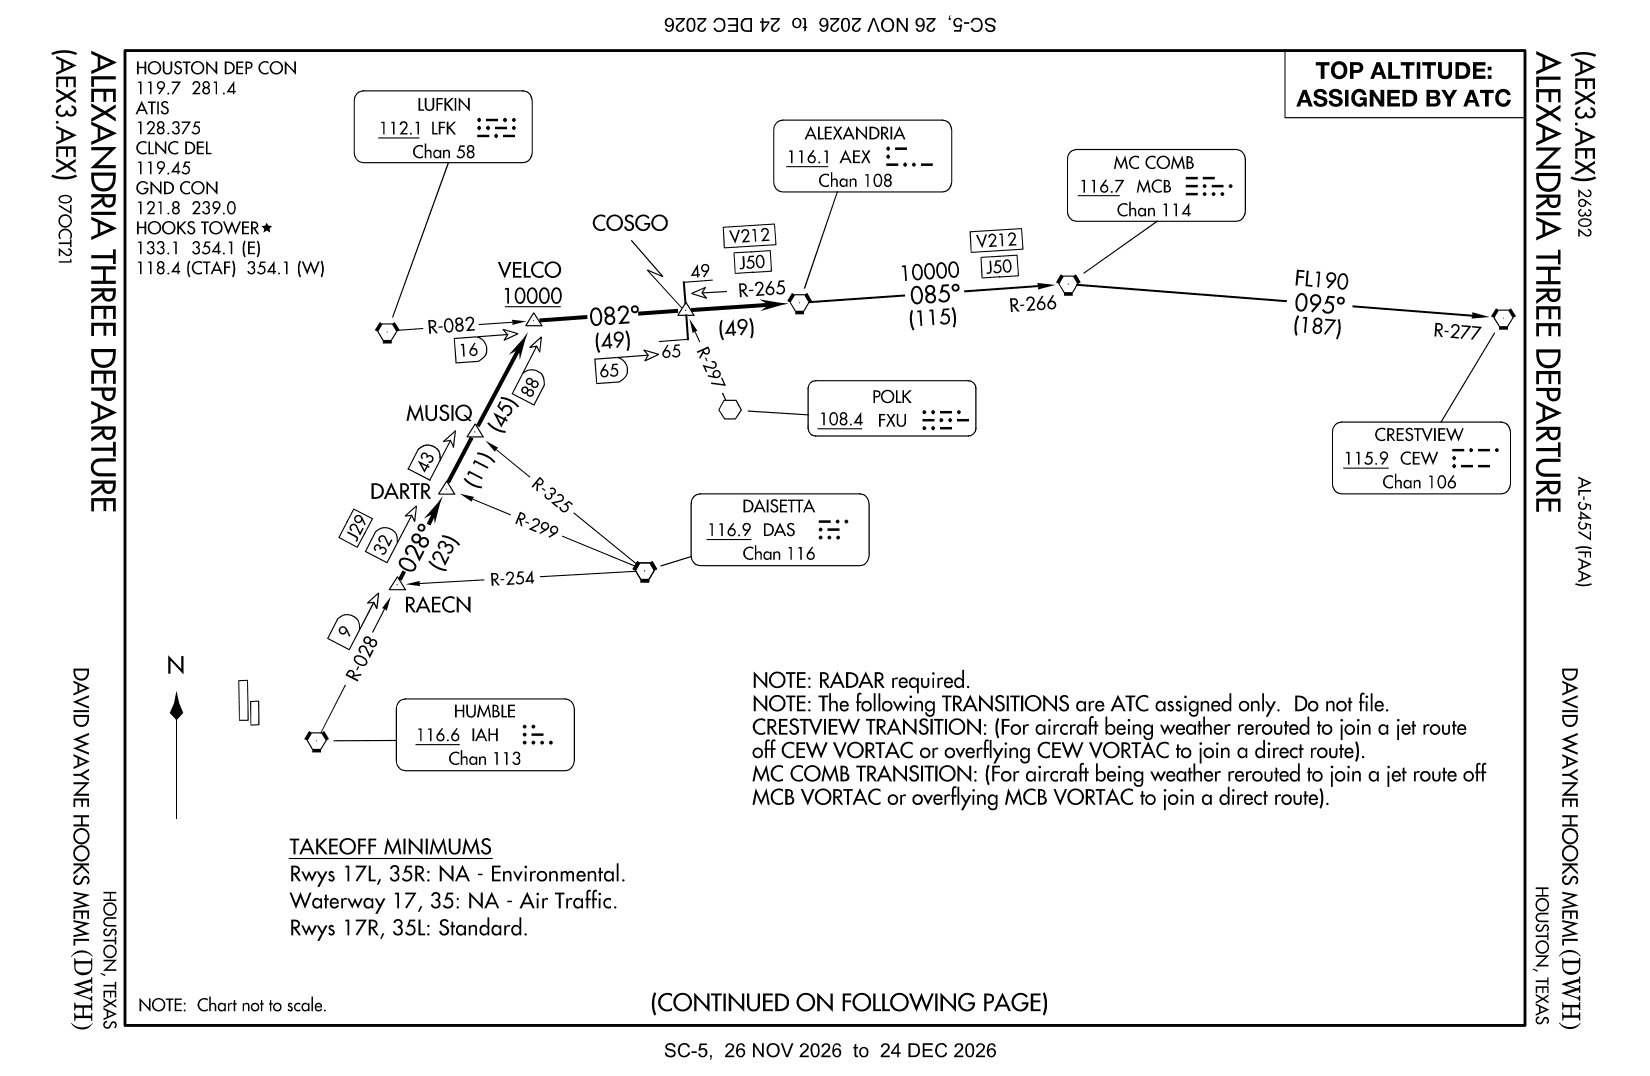 SC-5, 26 NOV 2026 to 24 DEC 2026
(AEX3.AEX) 07OCT21
ALEXANDRIA THREE DEPARTURE
DAVID WAYNE HOOKS MEML (DWH)
HOUSTON, TEXAS
HOUSTON DEP CON
119.7 281.4
ATIS
128.375
CLNC DEL
119.45
GND CON
121.8 239.0
HOOKS TOWER★
133.1 354.1 (E)
118.4 (CTAF) 354.1 (W)
TOP ALTITUDE:
ASSIGNED BY ATC
LUFKIN
112.1 LFK
Chan 58
ALEXANDRIA
116.1 AEX
Chan 108
MC COMB
116.7 MCB
Chan 114
COSGO
VELCO
10000
R-082
16
082°
(49)
65
65
49
R-265
V212
J50
(49)
R-297
10000
085°
(115)
V212
J50
R-266
FL190
095°
(187)
R-277
POLK
108.4 FXU
CRESTVIEW
115.9 CEW
Chan 106
88
(45)
MUSIQ
43
(11)
DARTR
J29
32
028°
(23)
R-325
R-299
R-254
DAISETTA
116.9 DAS
Chan 116
RAECN
9
R-028
N
HUMBLE
116.6 IAH
Chan 113
NOTE: RADAR required.
NOTE: The following TRANSITIONS are ATC assigned only. Do not file.
CRESTVIEW TRANSITION: (For aircraft being weather rerouted to join a jet route
off CEW VORTAC or overflying CEW VORTAC to join a direct route).
MC COMB TRANSITION: (For aircraft being weather rerouted to join a jet route off
MCB VORTAC or overflying MCB VORTAC to join a direct route).
TAKEOFF MINIMUMS
Rwys 17L, 35R: NA - Environmental.
Waterway 17, 35: NA - Air Traffic.
Rwys 17R, 35L: Standard.
NOTE: Chart not to scale.
(CONTINUED ON FOLLOWING PAGE)
(AEX3.AEX) 26302
ALEXANDRIA THREE DEPARTURE
AL-5457 (FAA)
DAVID WAYNE HOOKS MEML (DWH)
HOUSTON, TEXAS
SC-5, 26 NOV 2026 to 24 DEC 2026